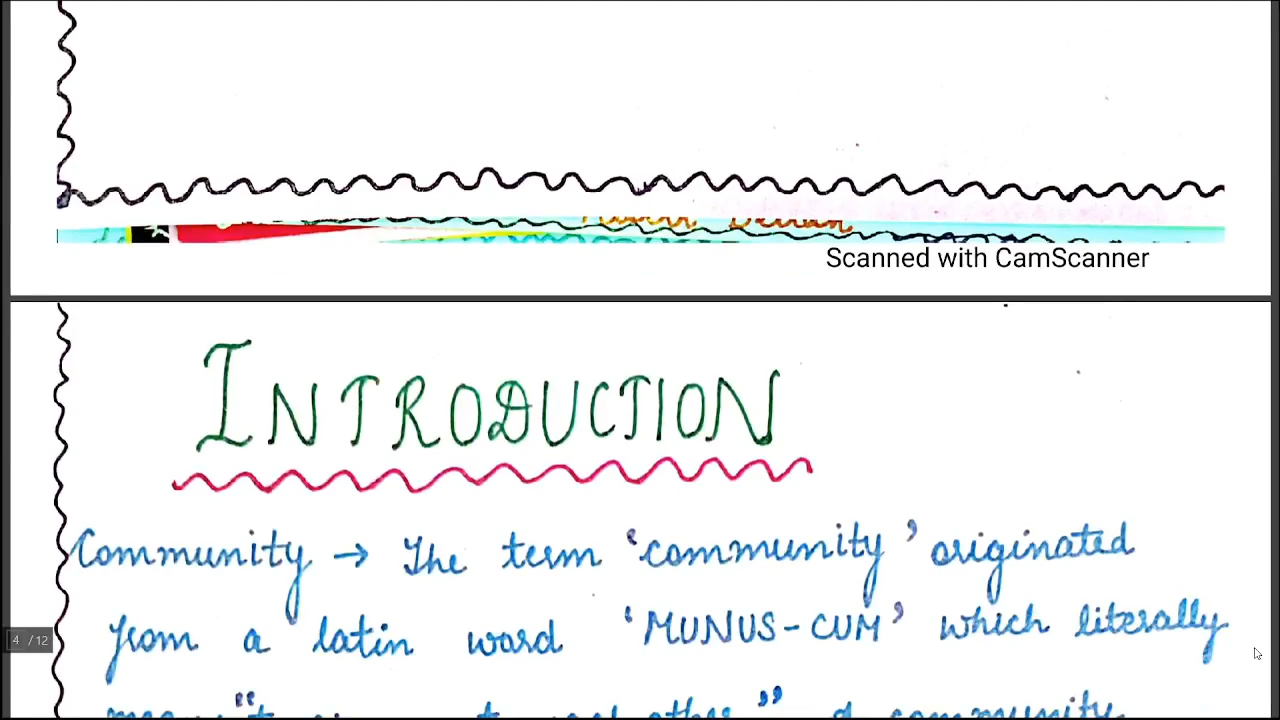 Scanned with CamScanner
INTRODUCTION
Community → The term ‘community’ originated
from a latin word ‘MUNUS-CUM’ which literally
4 / 12